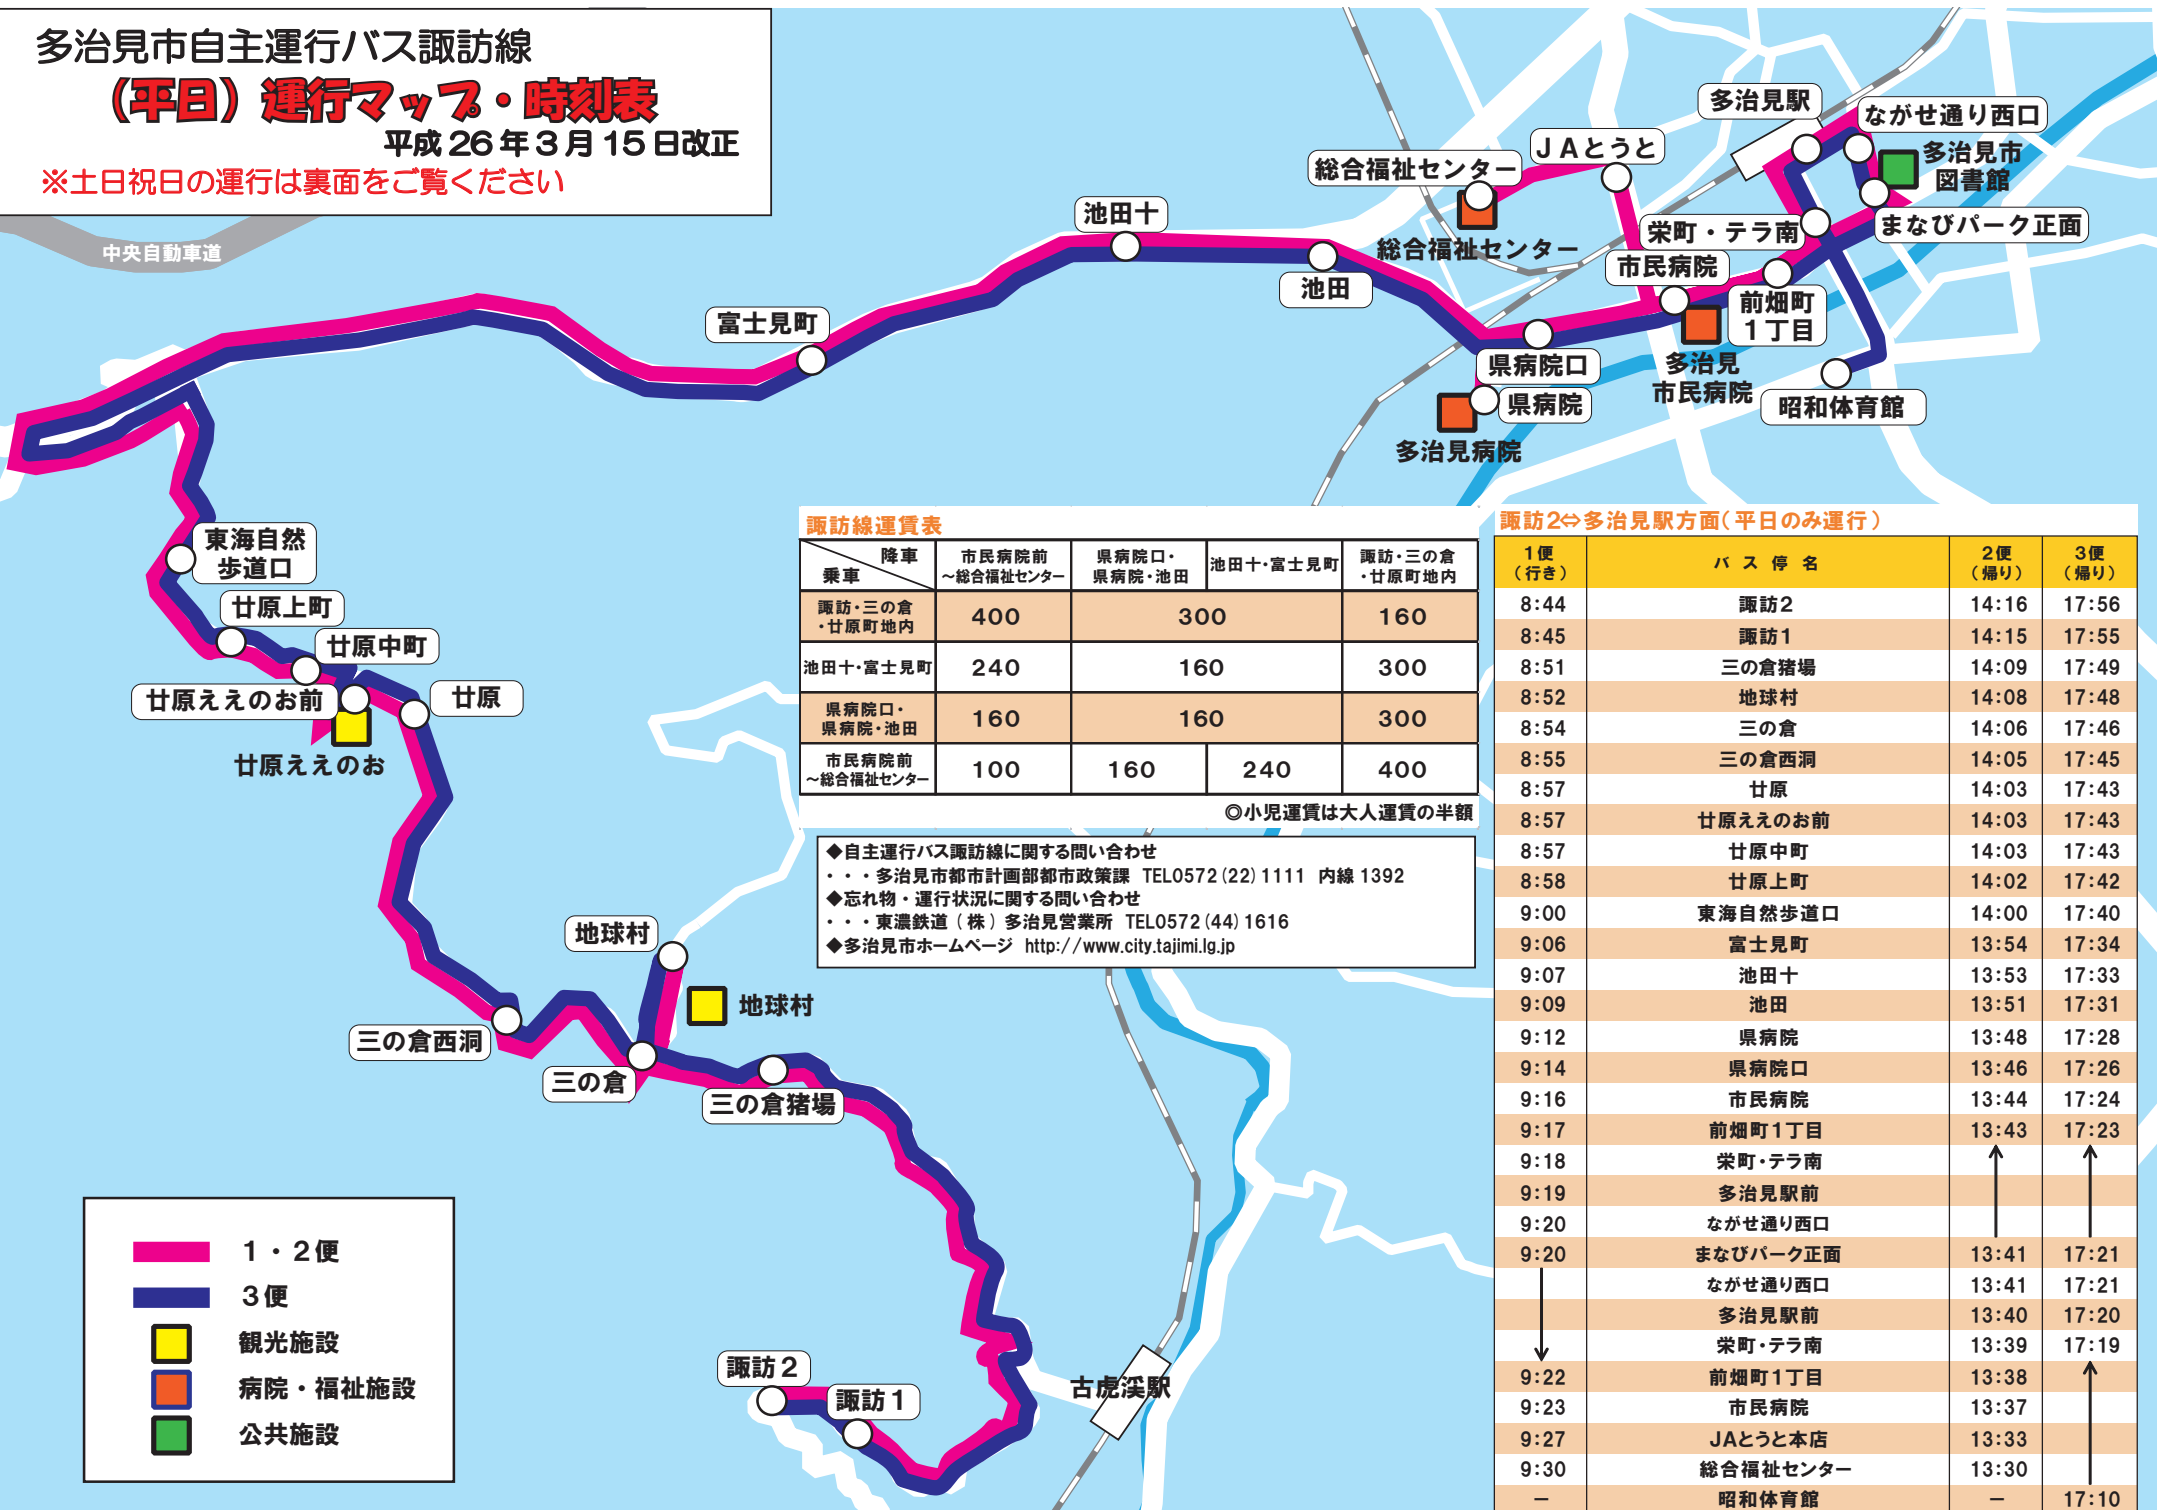 多治見市自主運行バス諏訪線
（平日）運行マップ・時刻表
平成26年3月15日改正
※土日祝日の運行は裏面をご覧ください
中央自動車道
多治見駅
ながせ通り西口
多治見市
図書館
まなびパーク正面
JAとうと
総合福祉センター
総合福祉センター
栄町・テラ南
市民病院
前畑町
1丁目
多治見
市民病院
昭和体育館
県病院口
県病院
多治見病院
池田
池田十
富士見町
東海自然
歩道口
廿原上町
廿原中町
廿原ええのお前
廿原
廿原ええのお
地球村
地球村
三の倉西洞
三の倉
三の倉猪場
諏訪2
諏訪1
古虎渓駅
1・2便
3便
観光施設
病院・福祉施設
公共施設
諏訪線運賃表
降車
乗車
市民病院前
～総合福祉センター
県病院口・
県病院・池田
池田十・富士見町
諏訪・三の倉
・廿原町地内
諏訪・三の倉
・廿原町地内
400 300 160
池田十・富士見町 240 160 300
県病院口・
県病院・池田
160 160 300
市民病院前
～総合福祉センター
100 160 240 400
◎小児運賃は大人運賃の半額
◆自主運行バス諏訪線に関する問い合わせ
・・・多治見市都市計画部都市政策課 TEL0572(22)1111 内線1392
◆忘れ物・運行状況に関する問い合わせ
・・・東濃鉄道（株）多治見営業所 TEL0572(44)1616
◆多治見市ホームページ http://www.city.tajimi.lg.jp
諏訪2⇔多治見駅方面（平日のみ運行）
1便
（行き）
バス停名
2便
（帰り）
3便
（帰り）
8:44 諏訪2 14:16 17:56
8:45 諏訪1 14:15 17:55
8:51 三の倉猪場 14:09 17:49
8:52 地球村 14:08 17:48
8:54 三の倉 14:06 17:46
8:55 三の倉西洞 14:05 17:45
8:57 廿原 14:03 17:43
8:57 廿原ええのお前 14:03 17:43
8:57 廿原中町 14:03 17:43
8:58 廿原上町 14:02 17:42
9:00 東海自然歩道口 14:00 17:40
9:06 富士見町 13:54 17:34
9:07 池田十 13:53 17:33
9:09 池田 13:51 17:31
9:12 県病院 13:48 17:28
9:14 県病院口 13:46 17:26
9:16 市民病院 13:44 17:24
9:17 前畑町1丁目 13:43 17:23
9:18 栄町・テラ南
9:19 多治見駅前
9:20 ながせ通り西口
9:20 まなびパーク正面 13:41 17:21
ながせ通り西口 13:41 17:21
多治見駅前 13:40 17:20
栄町・テラ南 13:39 17:19
9:22 前畑町1丁目 13:38
9:23 市民病院 13:37
9:27 JAとうと本店 13:33
9:30 総合福祉センター 13:30
－ 昭和体育館 － 17:10